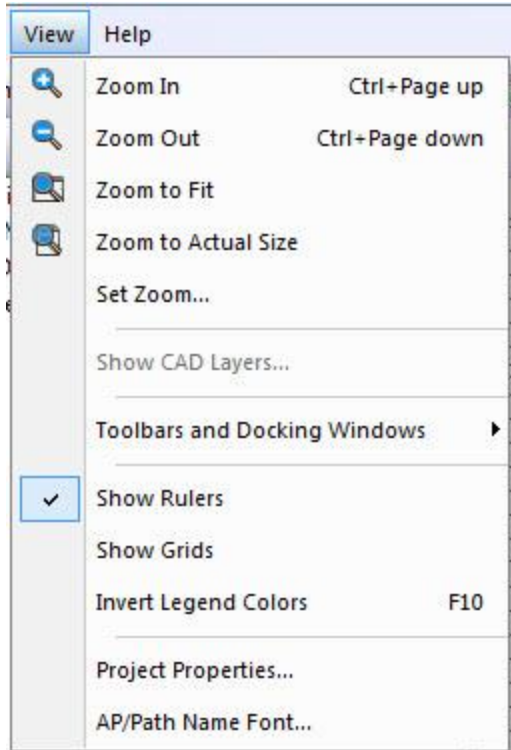 View Help
Zoom In Ctrl+Page up
Zoom Out Ctrl+Page down
Zoom to Fit
Zoom to Actual Size
Set Zoom...
Show CAD Layers...
Toolbars and Docking Windows
Show Rulers
Show Grids
Invert Legend Colors F10
Project Properties...
AP/Path Name Font...